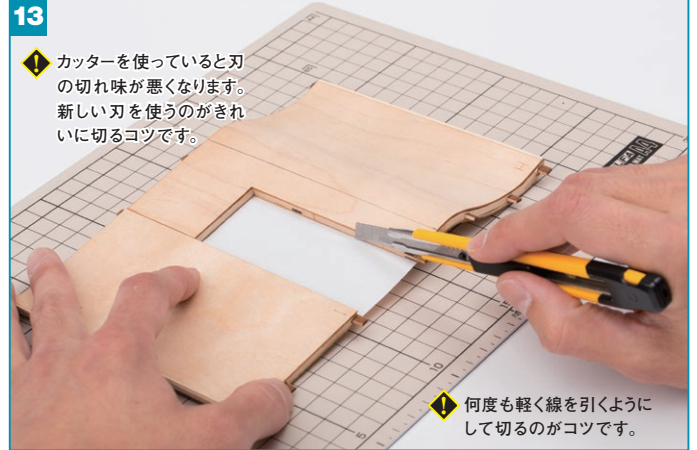 13
カッターを使っていると刃
の切れ味が悪くなります。
新しい刃を使うのがきれ
いに切るコツです。
A4
10
5
何度も軽く線を引くように
して切るのがコツです。